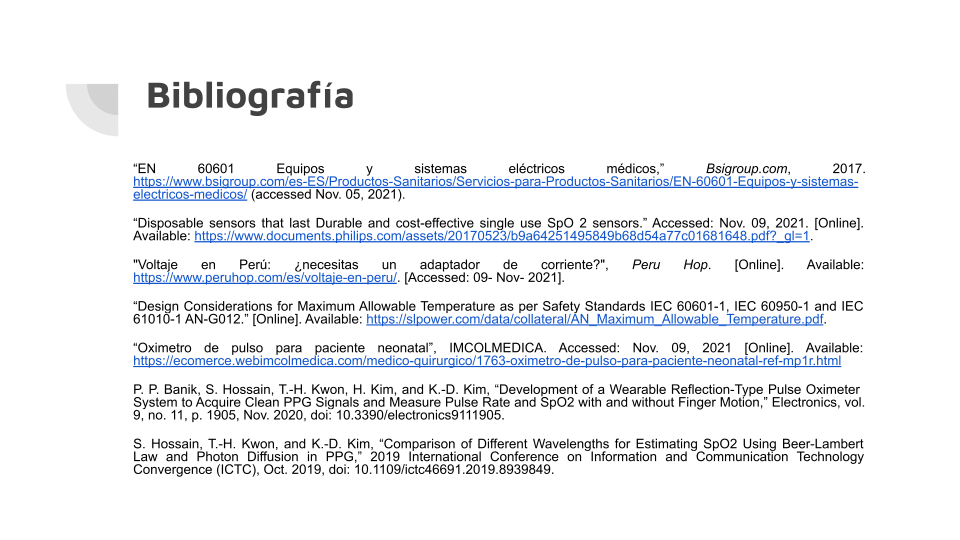 Bibliografía
“EN 60601 Equipos y sistemas eléctricos médicos,” Bsigroup.com, 2017.
https://www.bsigroup.com/es-ES/Productos-Sanitarios/Servicios-para-Productos-Sanitarios/EN-60601-Equipos-y-sistemas-
electricos-medicos/ (accessed Nov. 05, 2021).
“Disposable sensors that last Durable and cost-effective single use SpO 2 sensors.” Accessed: Nov. 09, 2021. [Online].
Available: https://www.documents.philips.com/assets/20170523/b9a64251495849b68d54a77c01681648.pdf?_gl=1.
"Voltaje en Perú: ¿necesitas un adaptador de corriente?", Peru Hop. [Online]. Available:
https://www.peruhop.com/es/voltaje-en-peru/. [Accessed: 09- Nov- 2021].
“Design Considerations for Maximum Allowable Temperature as per Safety Standards IEC 60601-1, IEC 60950-1 and IEC
61010-1 AN-G012.” [Online]. Available: https://slpower.com/data/collateral/AN_Maximum_Allowable_Temperature.pdf.
“Oximetro de pulso para paciente neonatal”, IMCOLMEDICA. Accessed: Nov. 09, 2021 [Online]. Available:
https://ecomerce.webimcolmedica.com/medico-quirurgico/1763-oximetro-de-pulso-para-paciente-neonatal-ref-mp1r.html
P. P. Banik, S. Hossain, T.-H. Kwon, H. Kim, and K.-D. Kim, “Development of a Wearable Reflection-Type Pulse Oximeter
System to Acquire Clean PPG Signals and Measure Pulse Rate and SpO2 with and without Finger Motion,” Electronics, vol.
9, no. 11, p. 1905, Nov. 2020, doi: 10.3390/electronics9111905.
S. Hossain, T.-H. Kwon, and K.-D. Kim, “Comparison of Different Wavelengths for Estimating SpO2 Using Beer-Lambert
Law and Photon Diffusion in PPG,” 2019 International Conference on Information and Communication Technology
Convergence (ICTC), Oct. 2019, doi: 10.1109/ictc46691.2019.8939849.